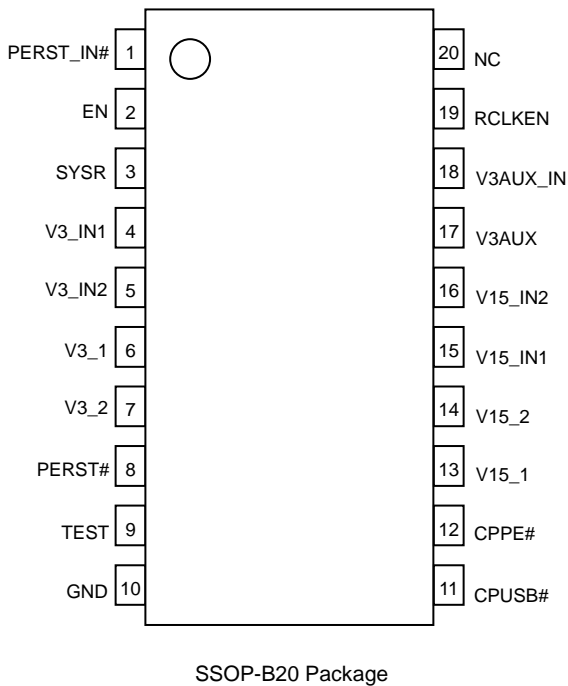 PERST_IN# 1 20 NC
EN 2 19 RCLKEN
SYSR 3 18 V3AUX_IN
V3_IN1 4 17 V3AUX
V3_IN2 5 16 V15_IN2
V3_1 6 15 V15_IN1
V3_2 7 14 V15_2
PERST# 8 13 V15_1
TEST 9 12 CPPE#
GND 10 11 CPUSB#
SSOP-B20 Package